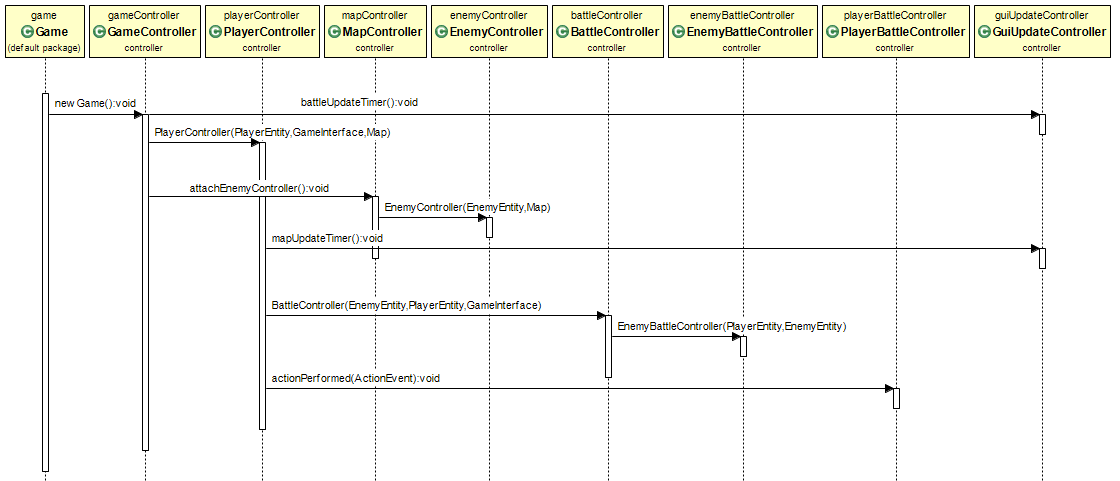 game
Game
(default package)
gameController
GameController
controller
playerController
PlayerController
controller
mapController
MapController
controller
enemyController
EnemyController
controller
battleController
BattleController
controller
enemyBattleController
EnemyBattleController
controller
playerBattleController
PlayerBattleController
controller
guiUpdateController
GuiUpdateController
controller
new Game():void
battleUpdateTimer():void
PlayerController(PlayerEntity,GameInterface,Map)
attachEnemyController():void
EnemyController(EnemyEntity,Map)
mapUpdateTimer():void
BattleController(EnemyEntity,PlayerEntity,GameInterface)
EnemyBattleController(PlayerEntity,EnemyEntity)
actionPerformed(ActionEvent):void